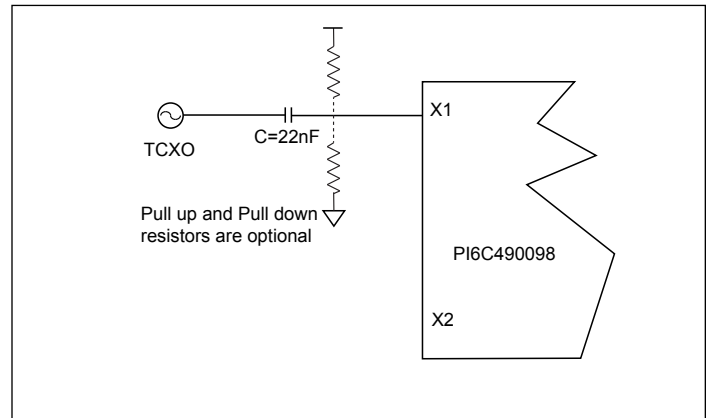 X1
C=22nF
TCXO
Pull up and Pull down
resistors are optional
PI6C490098
X2